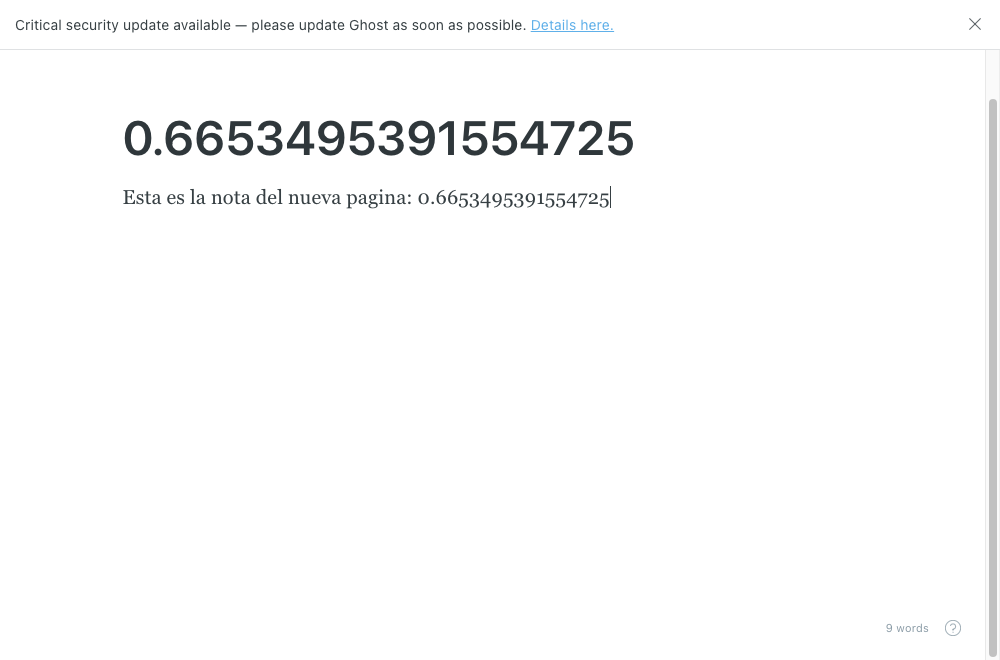 Critical security update available — please update Ghost as soon as possible. Details here.
0.6653495391554725
Esta es la nota del nueva pagina: 0.6653495391554725
9 words
?